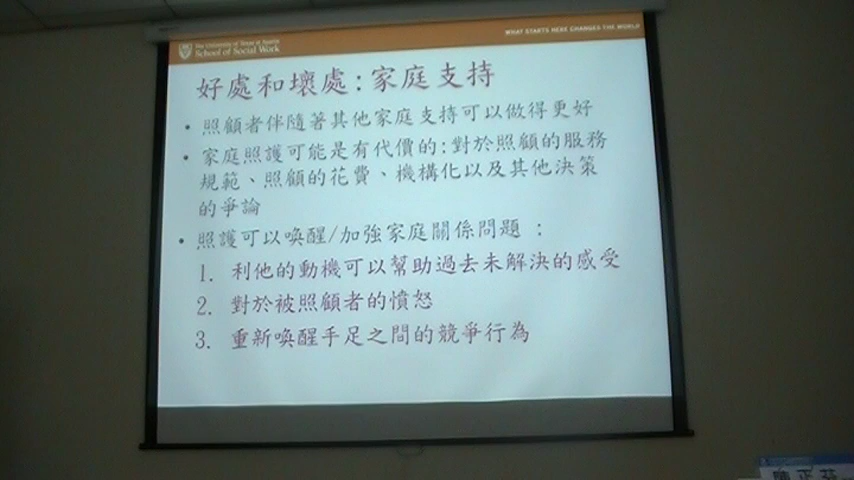 The University of Texas at Austin
School of Social Work
WHAT STARTS HERE CHANGES THE WORLD
好處和壞處:家庭支持
• 照顧者伴隨著其他家庭支持可以做得更好
• 家庭照護可能是有代價的:對於照顧的服務
規範、照顧的花費、機構化以及其他決策
的爭論
• 照護可以喚醒/加強家庭關係問題 :
1. 利他的動機可以幫助過去未解決的感受
2. 對於被照顧者的憤怒
3. 重新喚醒手足之間的競爭行為